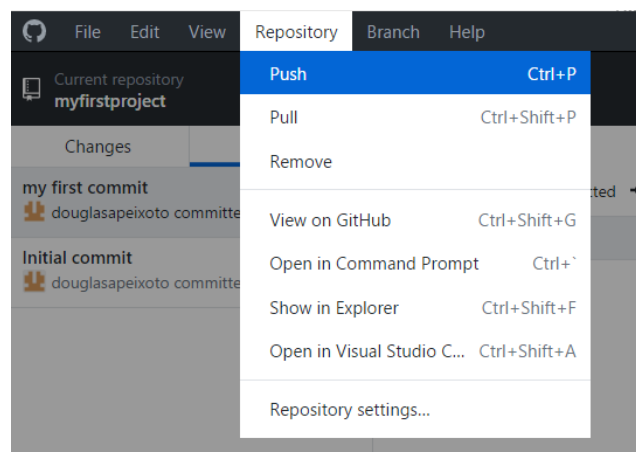 File Edit View Repository Branch Help
Current repository
myfirstproject
Changes
my first commit
douglasapeixoto committe
Initial commit
douglasapeixoto committe
Push Ctrl+P
Pull Ctrl+Shift+P
Remove
View on GitHub Ctrl+Shift+G
Open in Command Prompt Ctrl+`
Show in Explorer Ctrl+Shift+F
Open in Visual Studio C... Ctrl+Shift+A
Repository settings...
cted